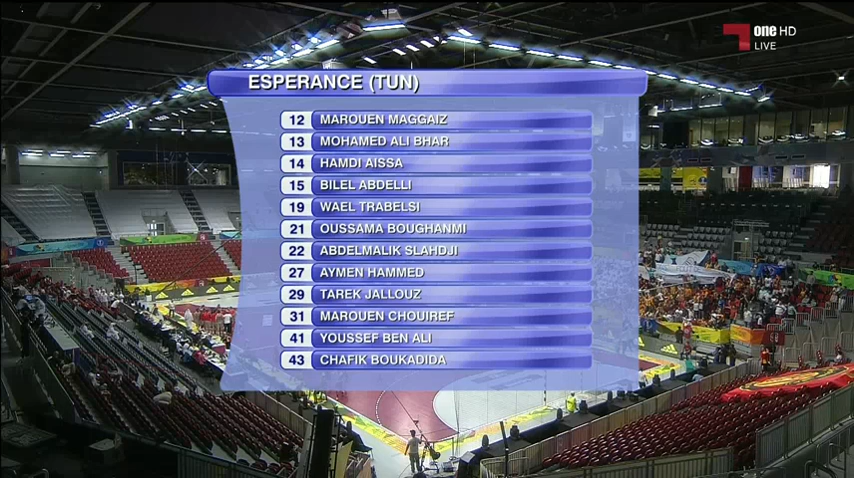 one HD
LIVE
ESPERANCE (TUN)
12 MAROUEN MAGGAIZ
13 MOHAMED ALI BHAR
14 HAMDI AISSA
15 BILEL ABDELLI
19 WAEL TRABELSI
21 OUSSAMA BOUGHANMI
22 ABDELMALIK SLAHDJI
27 AYMEN HAMMED
29 TAREK JALLOUZ
31 MAROUEN CHOUIREF
41 YOUSSEF BEN ALI
43 CHAFIK BOUKADIDA